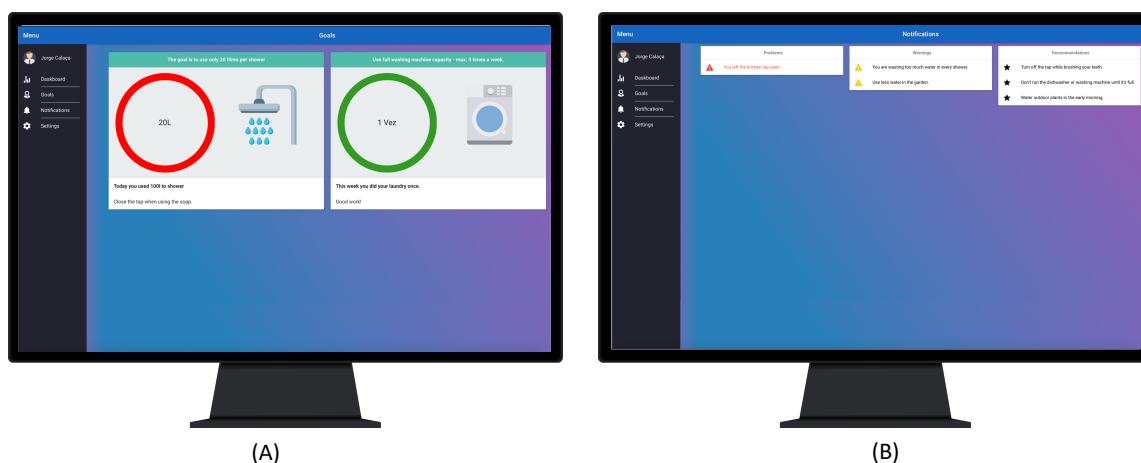 Menu
Goals
Jorge Calaça
Dashboard
Goals
Notifications
Settings
The goal is to use only 20 litres per shower
20L
Today you used 100l to shower
Close the tap when using the soap.
Use full washing machine capacity - max: 3 times a week.
1 Vez
This week you did your laundry once.
Good work!
(A)
Menu
Notifications
Jorge Calaça
Dashboard
Goals
Notifications
Settings
Problems
You left the kitchen tap open.
Warnings
You are wasting too much water in every shower.
Use less water in the garden.
Recommendations
Turn off the tap while brushing your teeth.
Don't run the dishwasher or washing machine until it's full.
Water outdoor plants in the early morning.
(B)